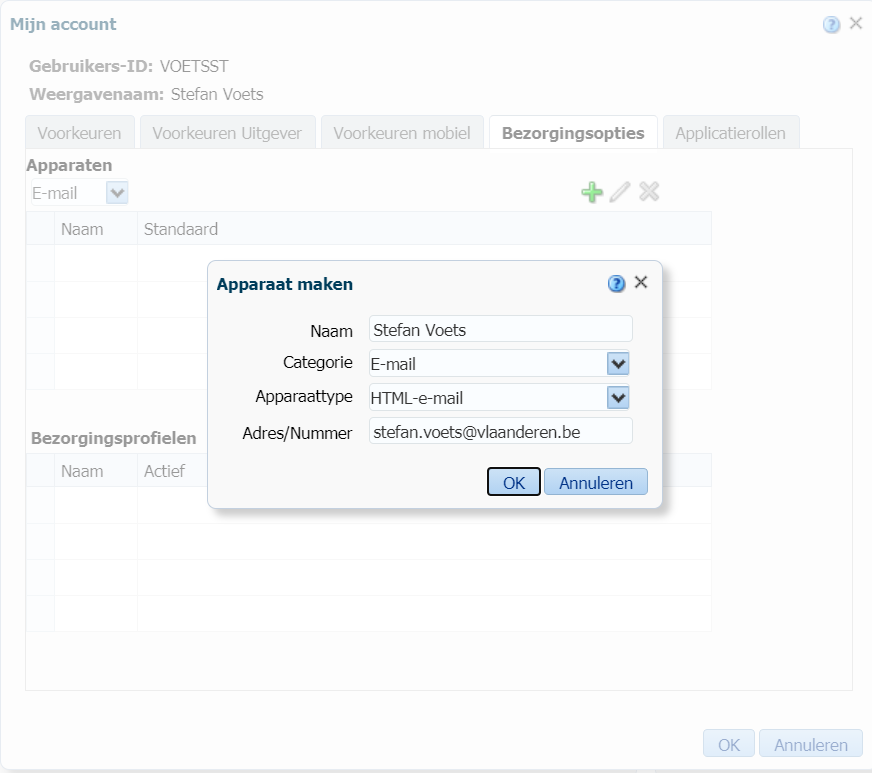 Mijn account
Gebruikers-ID: VOETSST
Weergavenaam: Stefan Voets
Voorkeuren
Voorkeuren Uitgever
Voorkeuren mobiel
Bezorgingsopties
Applicatierollen
Apparaten
E-mail
Naam
Standaard
Apparaat maken
Naam Stefan Voets
Categorie E-mail
Apparaattype HTML-e-mail
Adres/Nummer stefan.voets@vlaanderen.be
OK
Annuleren
Bezorgingsprofielen
Naam
Actief
OK
Annuleren